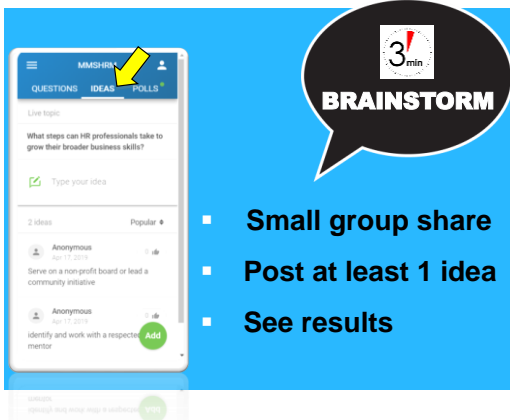 MMSHRM
QUESTIONS IDEAS POLLS
Live topic
What steps can HR professionals take to
grow their broader business skills?
Type your idea
2 ideas Popular
Anonymous 0
Apr 17, 2019
Serve on a non-profit board or lead a
community initiative
Anonymous 0
Apr 17, 2019
identify and work with a respected
mentor
Add
3 min
BRAINSTORM
Small group share
Post at least 1 idea
See results